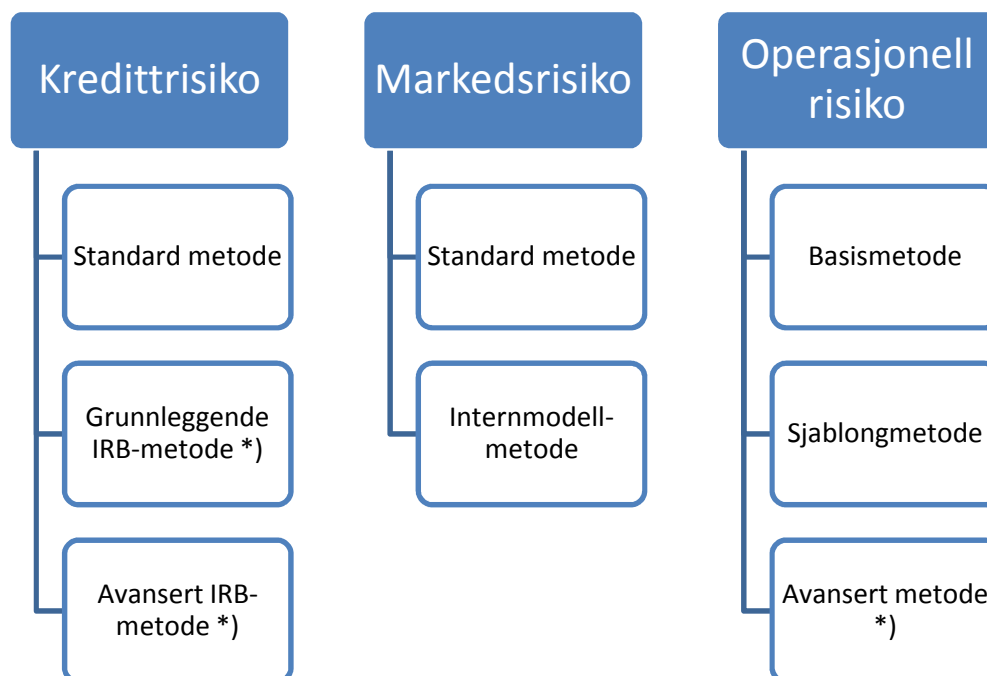 Kredittrisiko
Standard metode
Grunnleggende
IRB-metode *)
Avansert IRB-
metode *)
Markedsrisiko
Standard metode
Internmodell-
metode
Operasjonell
risiko
Basismetode
Sjablongmetode
Avansert metode
*)